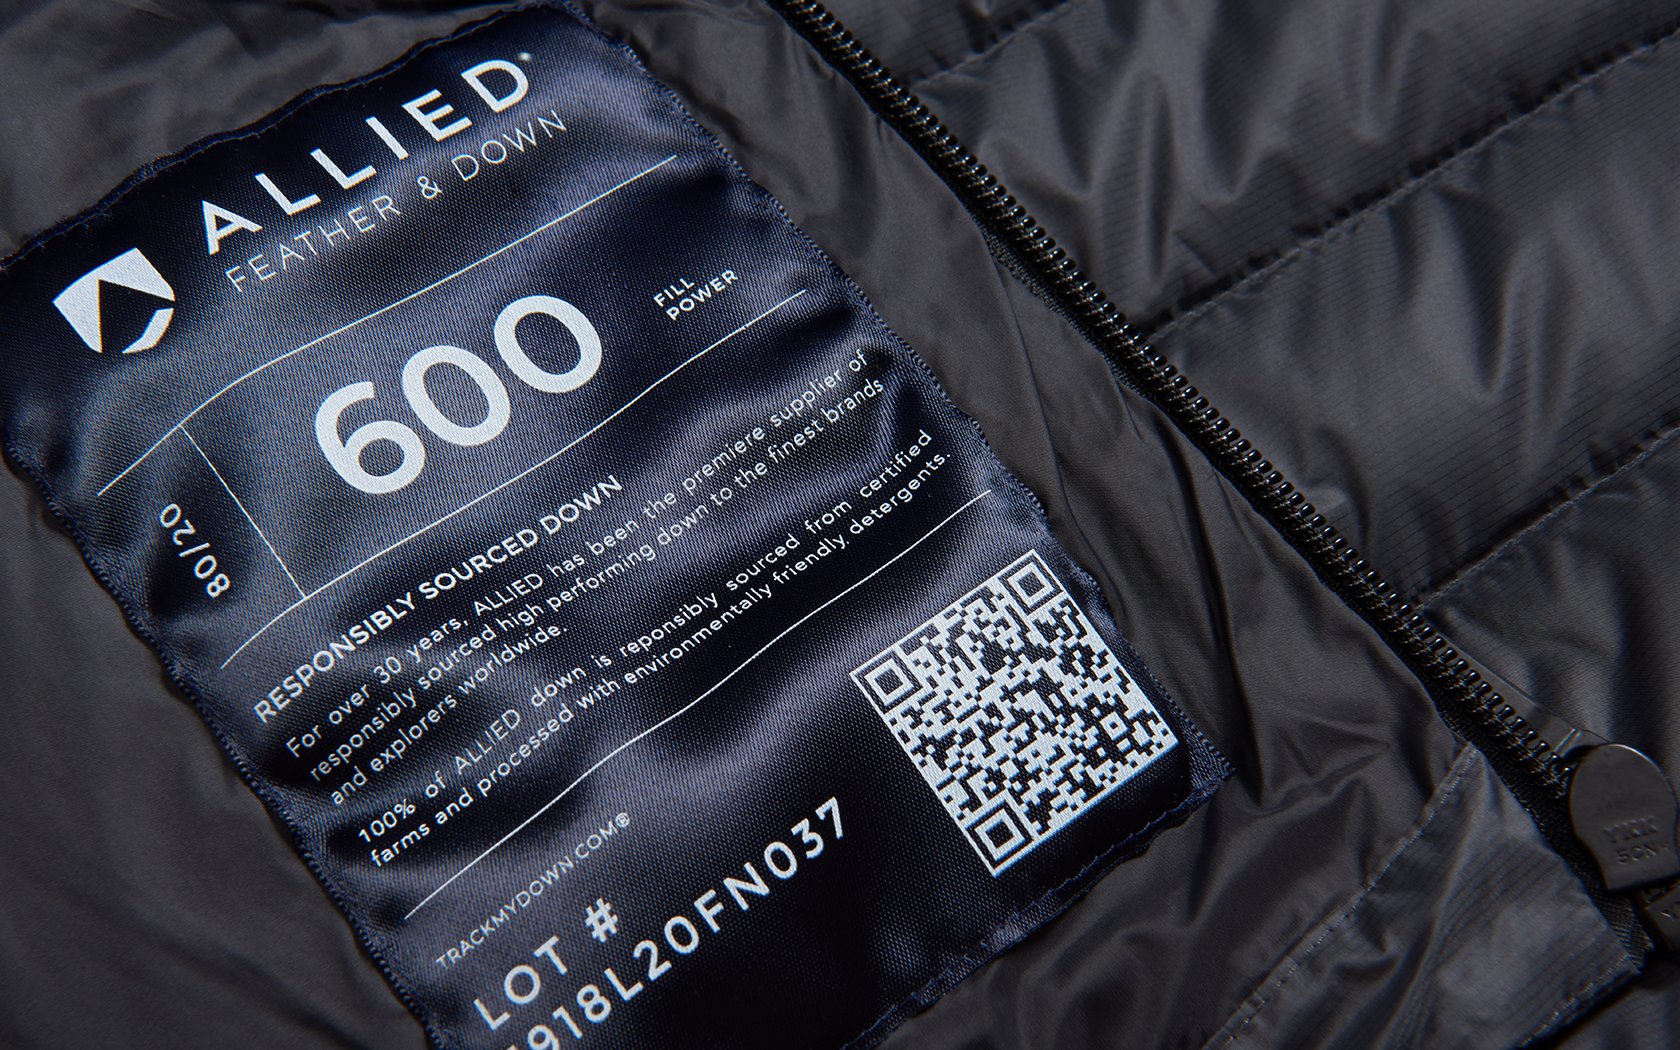 ALLIED®
FEATHER & DOWN
600
FILL
POWER
80/20
RESPONSIBLY SOURCED DOWN
For over 30 years, ALLIED has been the premiere supplier of
responsibly sourced high performing down to the finest brands
and explorers worldwide.
100% of ALLIED down is reponsibly sourced from certified
farms and processed with environmentally friendly detergents.
TRACKMYDOWN.COM®
LOT #
918L20FN037
YKK
5CN